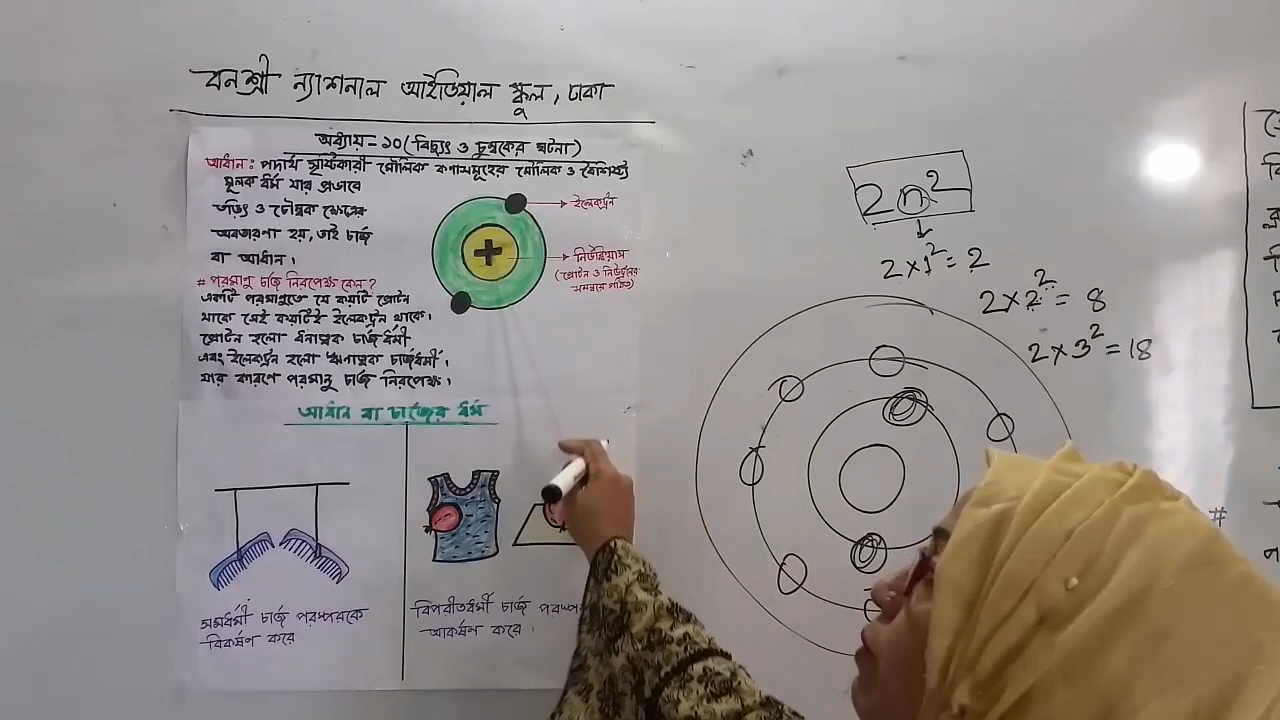 বনশ্রী ন্যাশনাল আইডিয়াল স্কুল, ঢাকা
অধ্যায়-১০(বিদ্যুৎ ও চুম্বকের ঘটনা)
আধান: পদার্থ সৃষ্টিকারী মৌলিক কণাসমূহের মৌলিক ও বৈশিষ্ট্য
মূলক ধর্ম যার প্রভাবে
তড়িৎ ও চৌম্বক ক্ষেত্রের
অবতারণা হয়, তাই চার্জ
বা আধান।
ইলেকট্রন
নিউক্লিয়াস
(প্রোটন ও নিউট্রনের
সমন্বয়ে গঠিত)
# পরমানু চার্জ নিরপেক্ষ কেন?
একটি পরমানুতে যে কয়টি প্রোটন
থাকে সেই কয়টিই ইলেকট্রন থাকে।
প্রোটন হলো ধনাত্মক চার্জধর্মী
এবং ইলেকট্রন হলো ঋনাত্মক চার্জধর্মী।
যার কারণে পরমানু চার্জ নিরপেক্ষ।
আধান বা চার্জের ধর্ম
সমধর্মী চার্জ পরস্পরকে
বিকর্ষণ করে
বিপরীতধর্মী চার্জ
আকর্ষণ করে।
+
2n²
2×1²=2
2×2²=8
2×3²=18
#